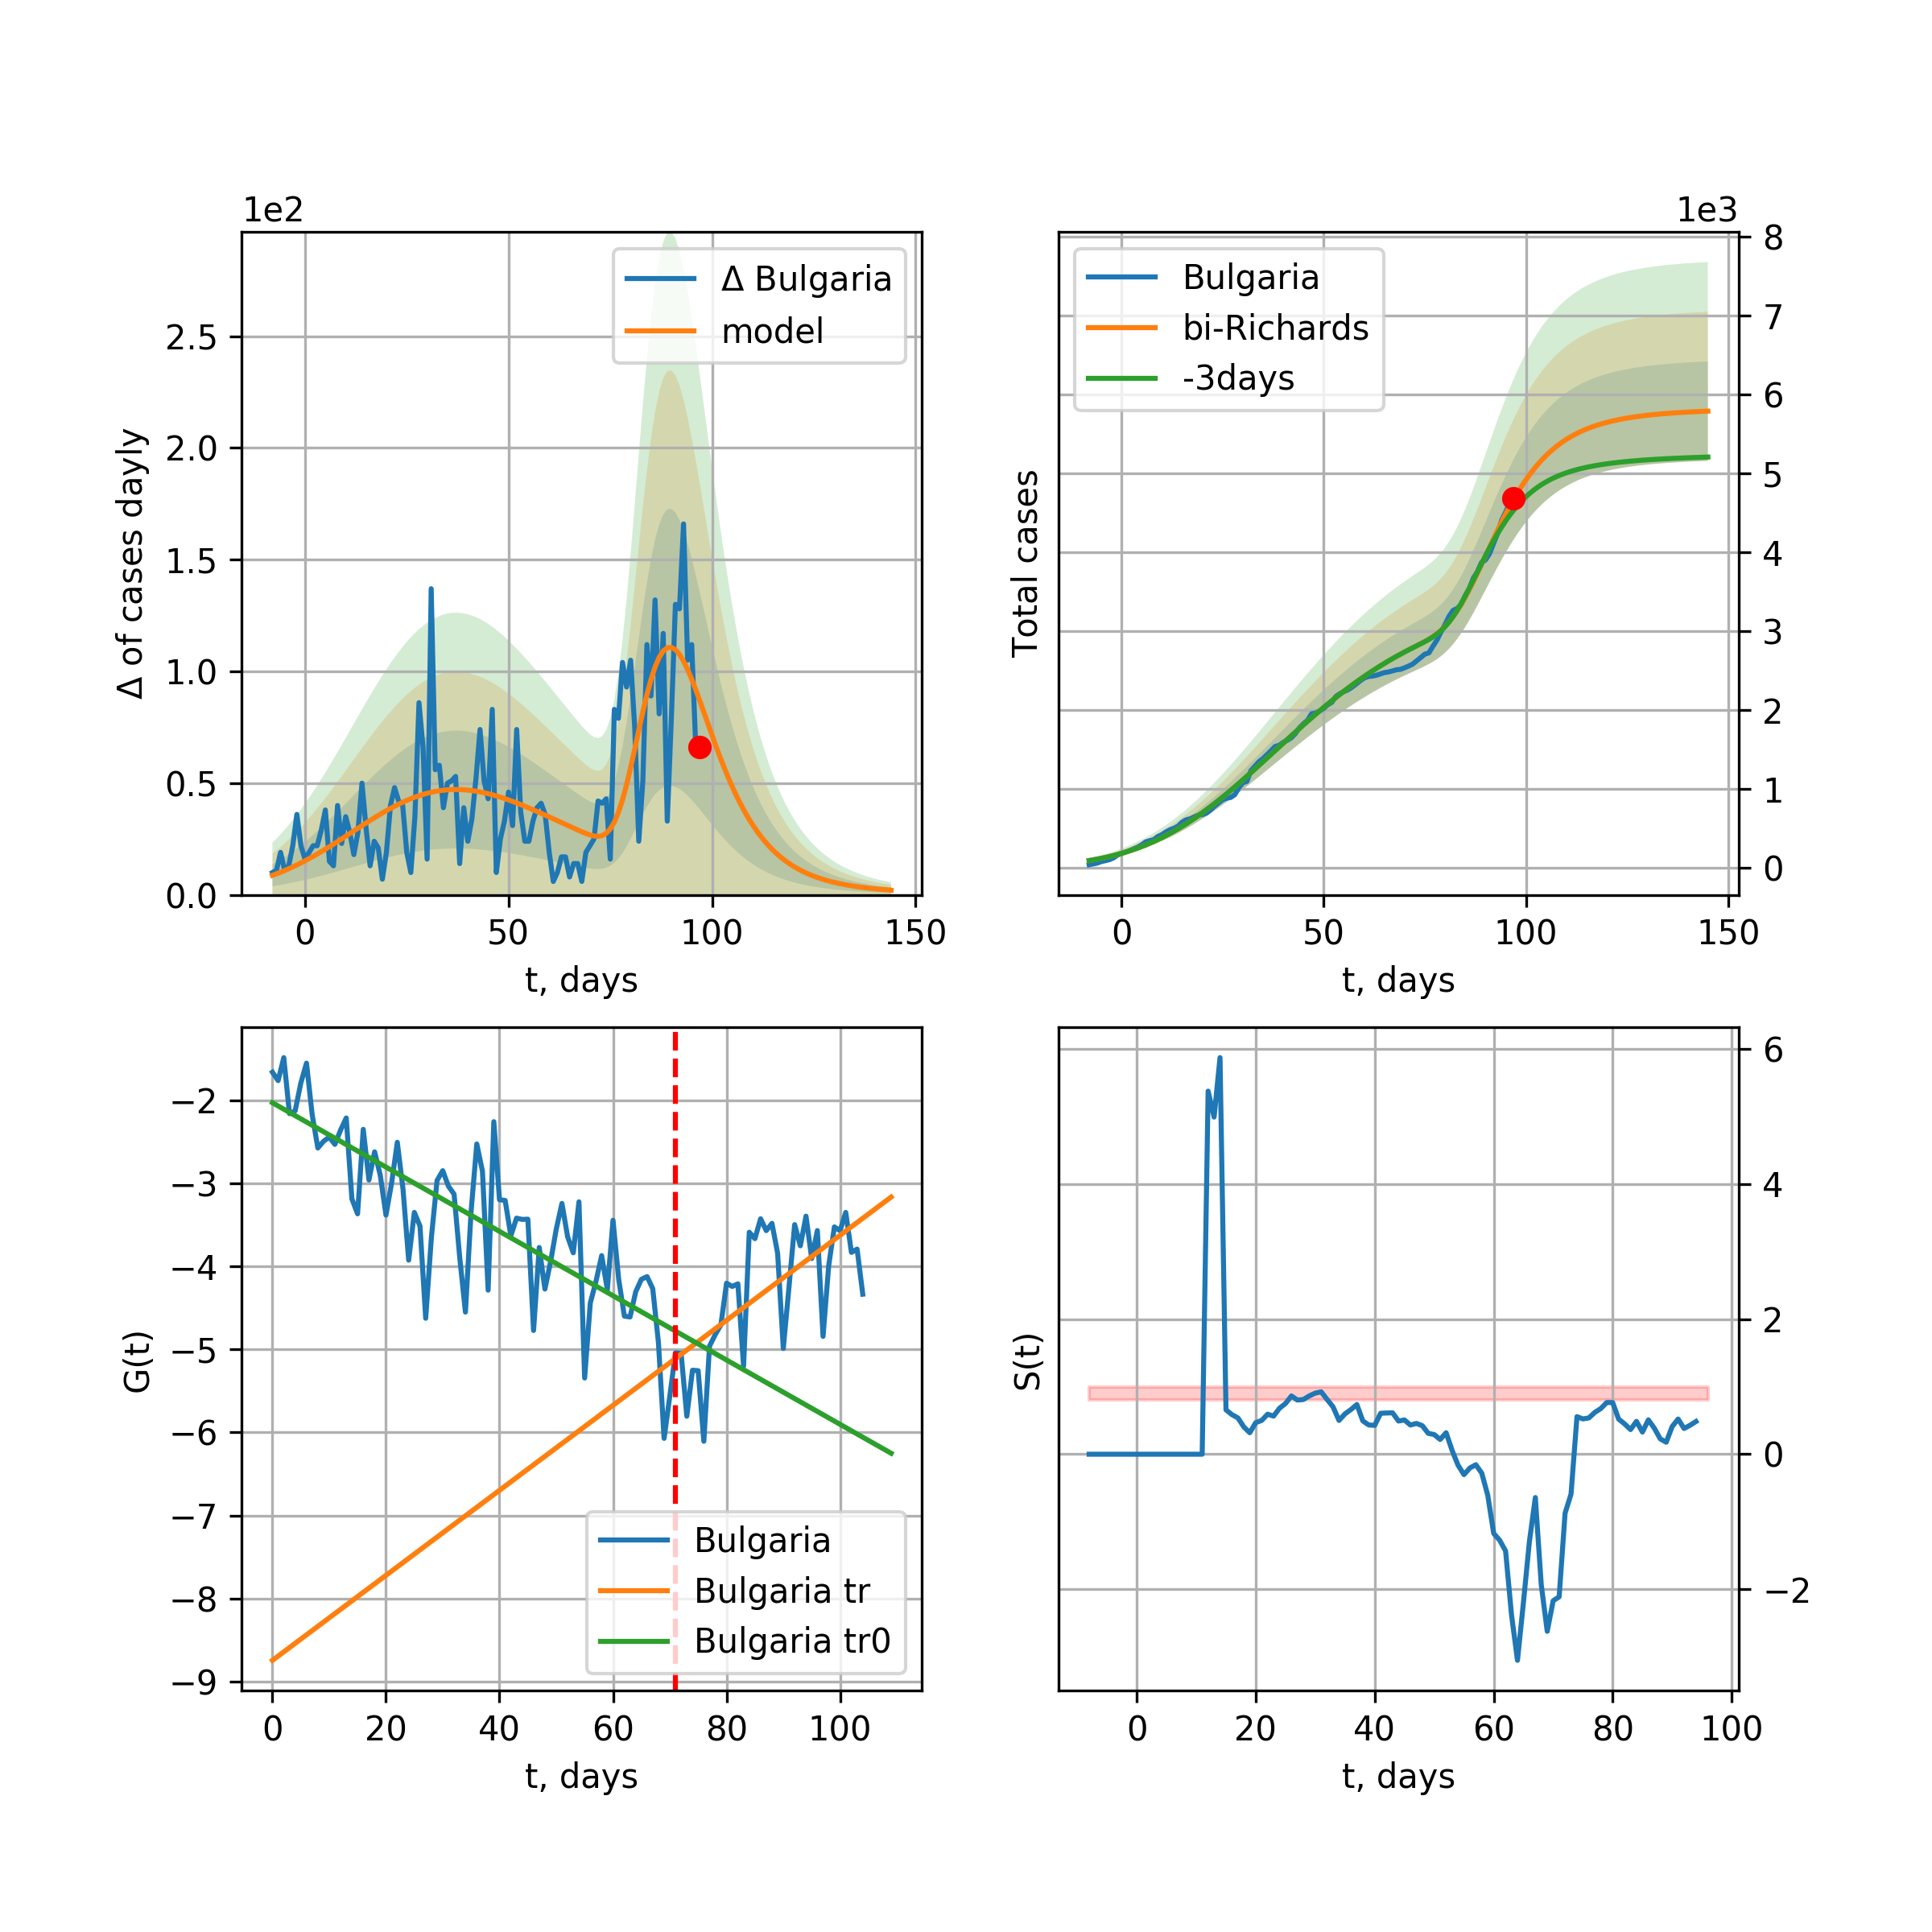 1e2
Δ Bulgaria
model
2.5
2.0
1.5
1.0
0.5
0.0
Δ of cases dayly
0 50 100 150
t, days
1e3
Bulgaria
bi-Richards
-3days
8
7
6
5
4
3
2
1
0
Total cases
0 50 100 150
t, days
−2
−3
−4
−5
−6
−7
−8
−9
G(t)
Bulgaria
Bulgaria tr
Bulgaria tr0
0 20 40 60 80 100
t, days
6
4
2
0
−2
S(t)
0 20 40 60 80 100
t, days